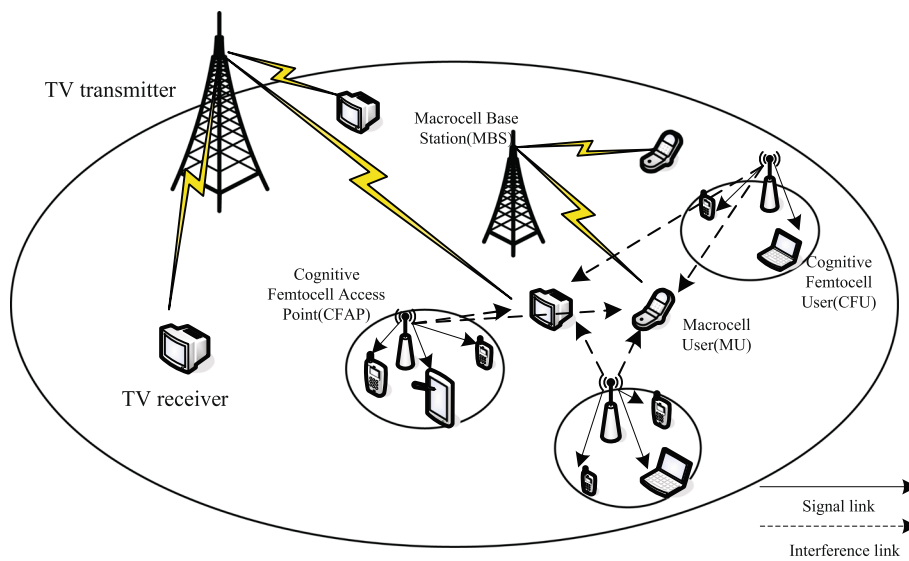 TV transmitter
Macrocell Base
Station(MBS)
Cognitive
Femtocell Access
Point(CFAP)
Cognitive
Femtocell
User(CFU)
Macrocell
User(MU)
TV receiver
Signal link
Interference link